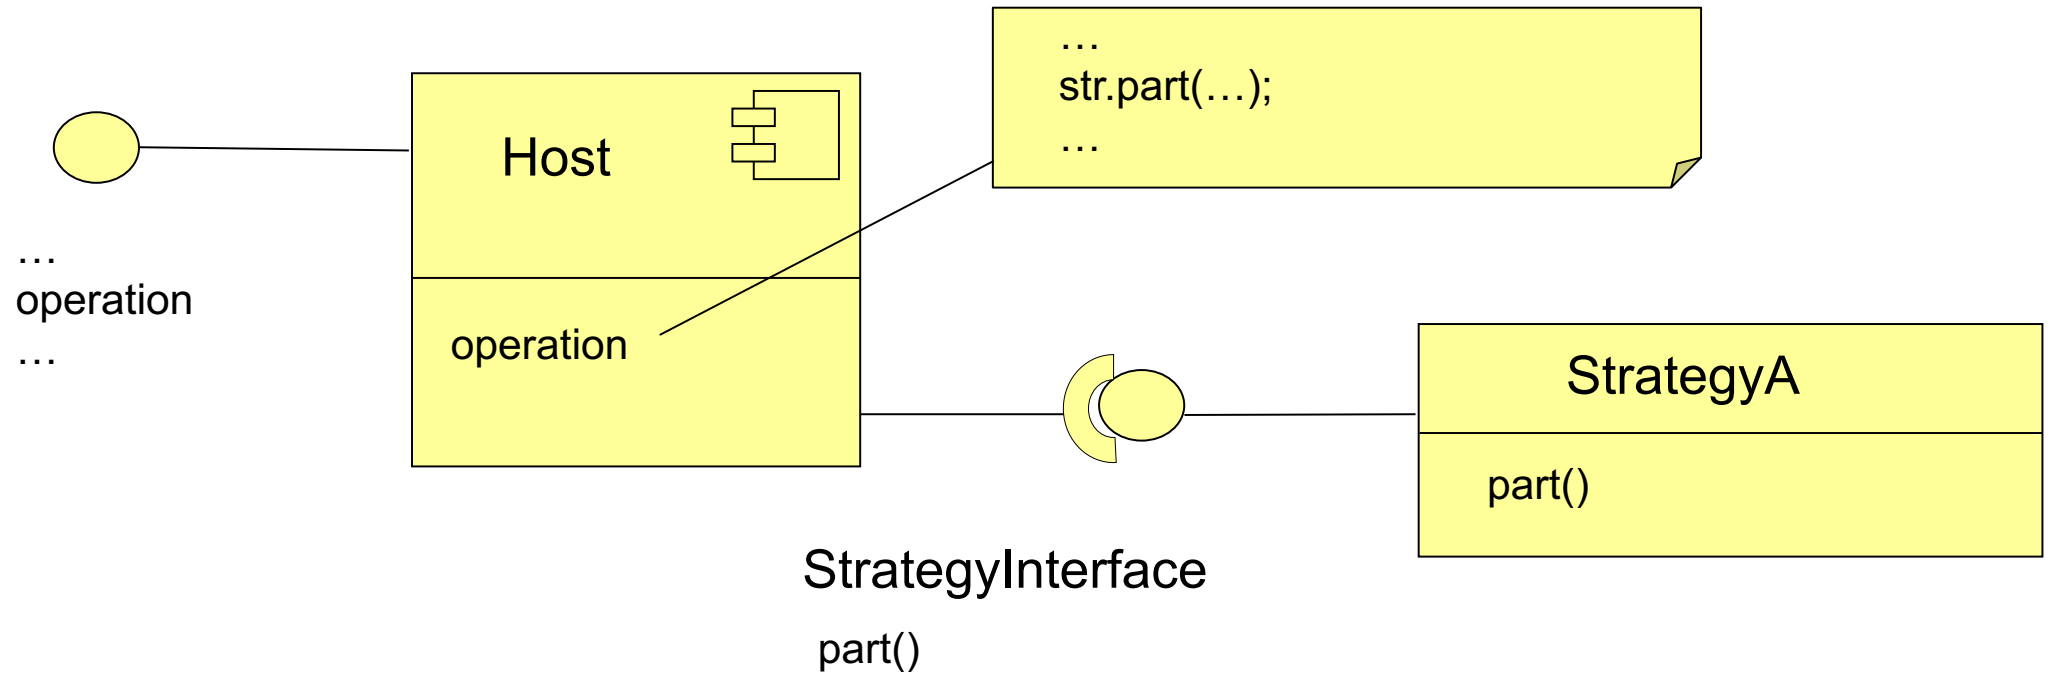 …
str.part(…);
…
Host
…
operation
…
operation
StrategyA
part()
StrategyInterface
part()